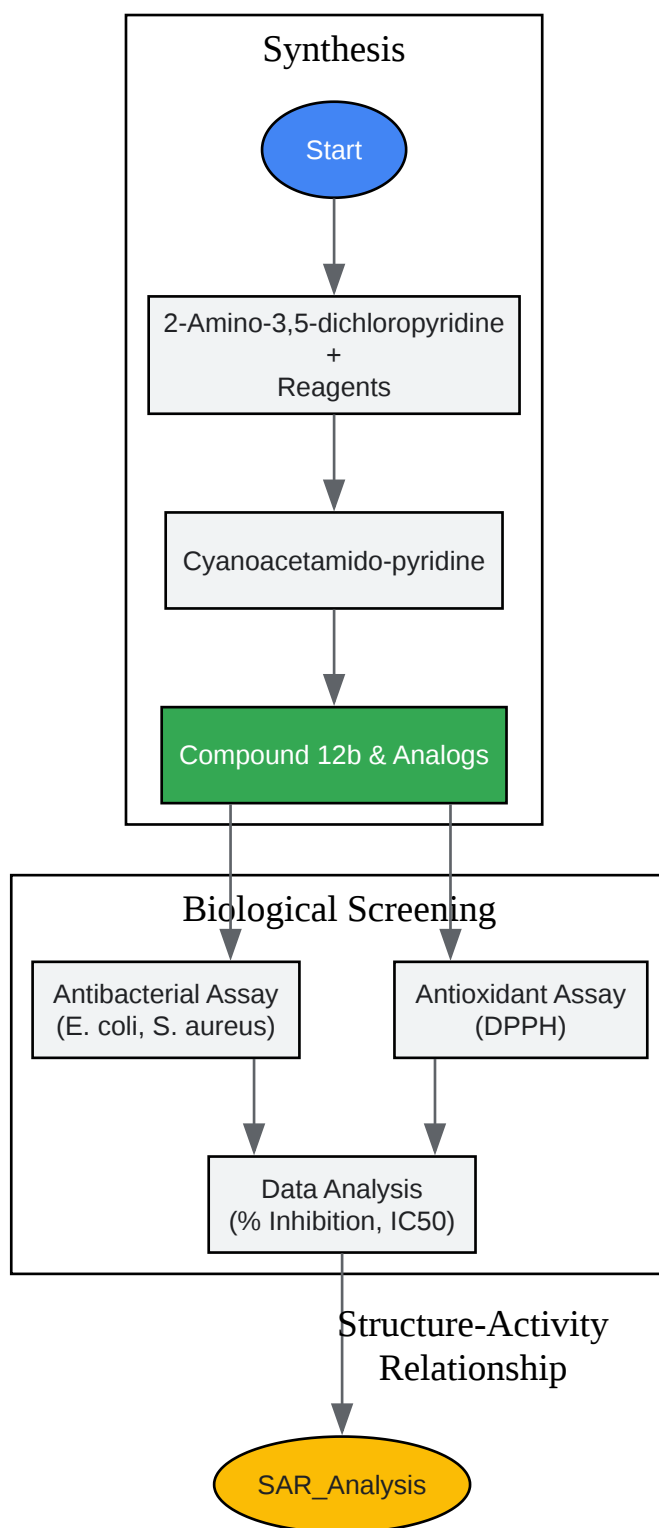 Synthesis
Start
2-Amino-3,5-dichloropyridine
+
Reagents
Cyanoacetamido-pyridine
Compound 12b & Analogs
Biological Screening
Antibacterial Assay
(E. coli, S. aureus)
Antioxidant Assay
(DPPH)
Data Analysis
(% Inhibition, IC50)
Structure-Activity
Relationship
SAR_Analysis